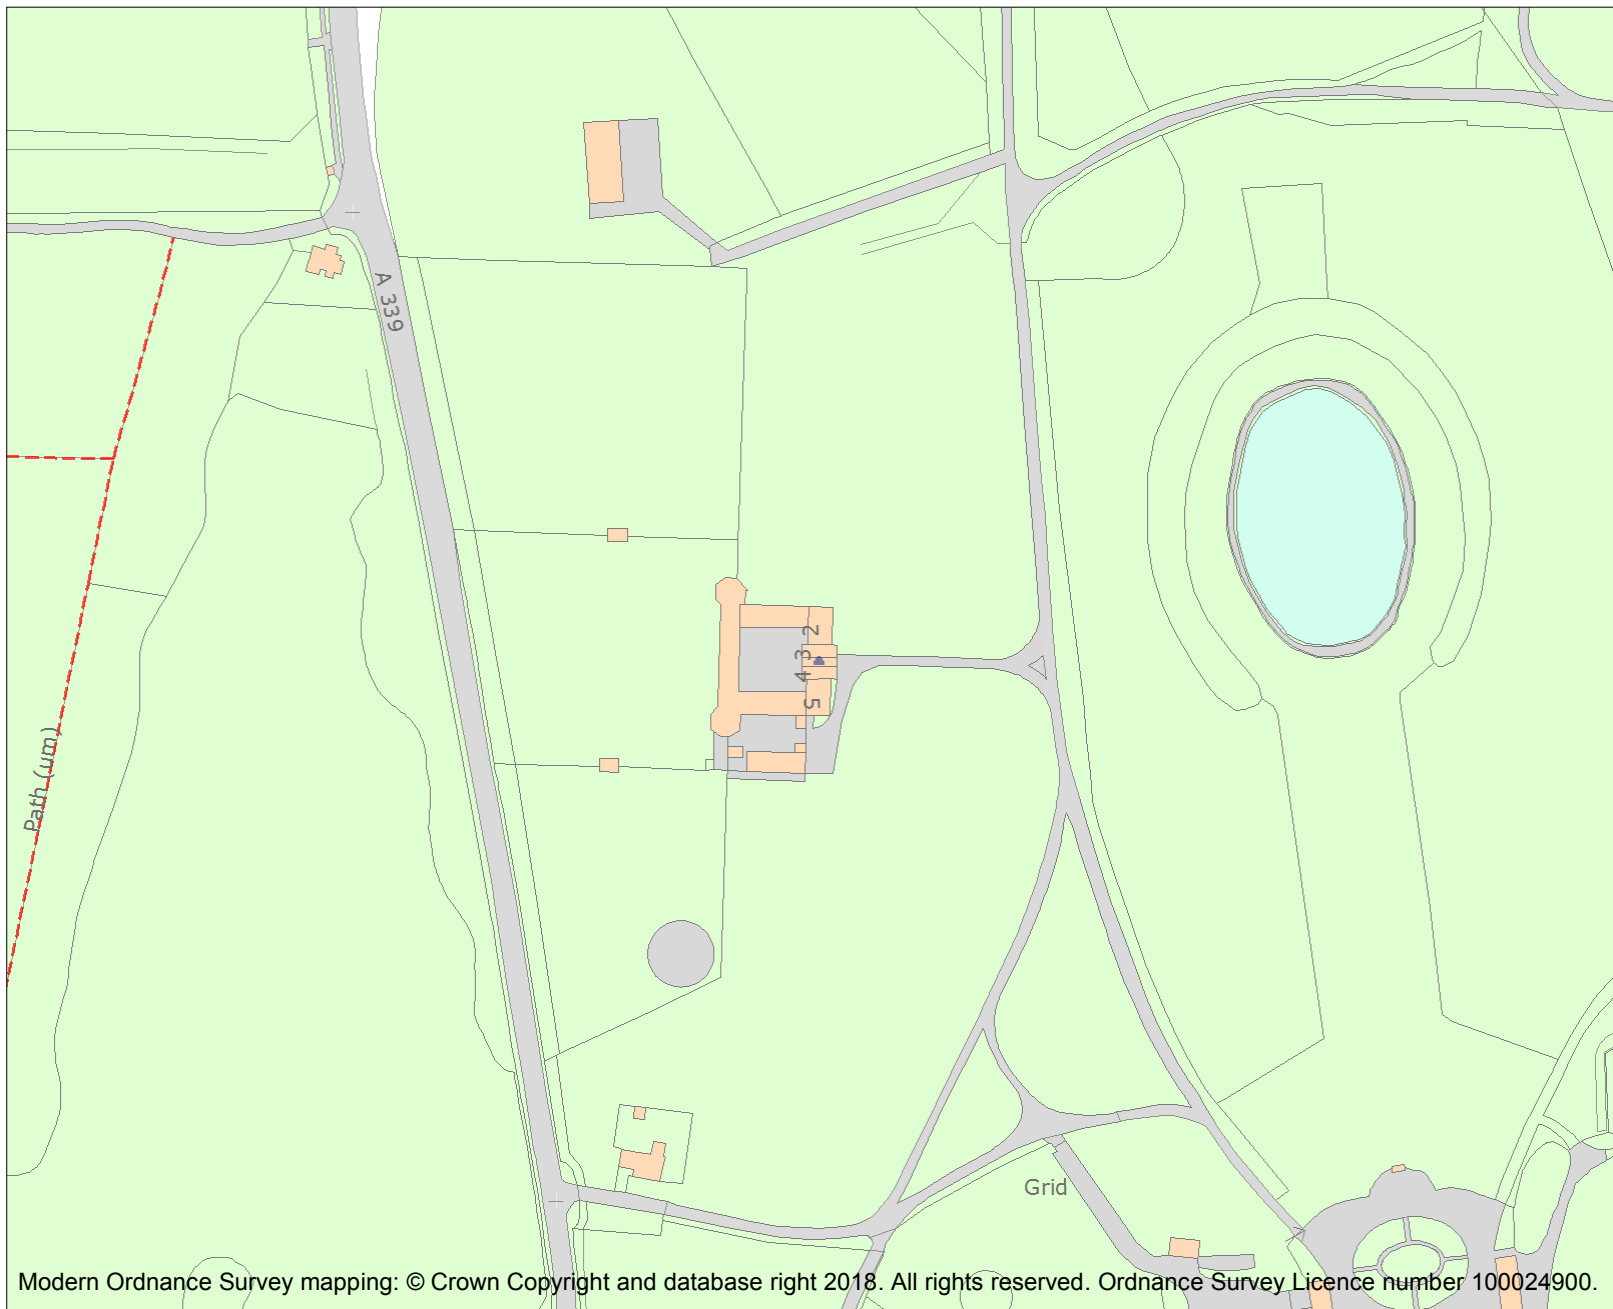 A 339
2
3
4
5
Path (um)
Grid
Modern Ordnance Survey mapping: © Crown Copyright and database right 2018. All rights reserved. Ordnance Survey Licence number 100024900.